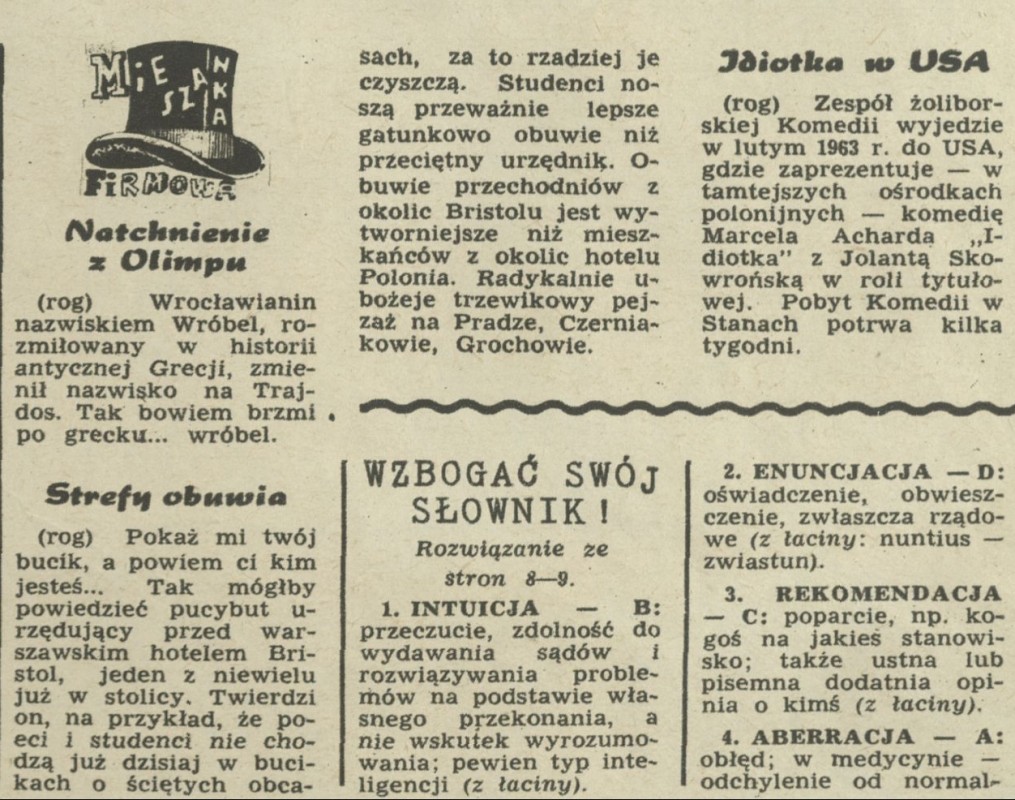 MiESZANKA
FiRMOWA
Natchnienie
z Olimpu
(rog) Wrocławianin
nazwiskiem Wróbel, ro-
zmiłowany w historii
antycznej Grecji, zmie-
nił nazwisko na Traj-
dos. Tak bowiem brzmi
po grecku... wróbel.
Strefy obuwia
(rog) Pokaż mi twój
bucik, a powiem ci kim
jesteś... Tak mógłby
powiedzieć pucybut u-
rzędujący przed war-
szawskim hotelem Bri-
stol, jeden z niewielu
już w stolicy. Twierdzi
on, na przykład, że po-
eci i studenci nie cho-
dzą już dzisiaj w buci-
kach o ściętych obca-
sach, za to rzadziej je
czyszczą. Studenci no-
szą przeważnie lepsze
gatunkowo obuwie niż
przeciętny urzędnik. O-
buwie przechodniów z
okolic Bristolu jest wy-
tworniejsze niż miesz-
kańców z okolic hotelu
Polonia. Radykalnie u-
bożeje trzewikowy pej-
zaż na Pradze, Czernia-
kowie, Grochowie.
Idiotka w USA
(rog) Zespół żolibor-
skiej Komedii wyjedzie
w lutym 1963 r. do USA,
gdzie zaprezentuje — w
tamtejszych ośrodkach
polonijnych — komedię
Marcela Acharda „I-
diotka” z Jolantą Sko-
wrońską w roli tytuło-
wej. Pobyt Komedii w
Stanach potrwa kilka
tygodni.
WZBOGAĆ SWÓJ
SŁOWNIK!
Rozwiązanie ze
stron 8—9.
1. INTUICJA — B:
przeczucie, zdolność do
wydawania sądów i
rozwiązywania proble-
mów na podstawie wła-
snego przekonania, a
nie wskutek wyrozumo-
wania; pewien typ inte-
ligencji (z łaciny).
2. ENUNCJACJA — D:
oświadczenie, obwiesz-
czenie, zwłaszcza rządo-
we (z łaciny: nuntius —
zwiastun).
3. REKOMENDACJA
— C: poparcie, np. ko-
goś na jakieś stanowi-
sko; także ustna lub
pisemna dodatnia opi-
nia o kimś (z łaciny).
4. ABERRACJA — A:
obłęd; w medycynie —
odchylenie od normal-